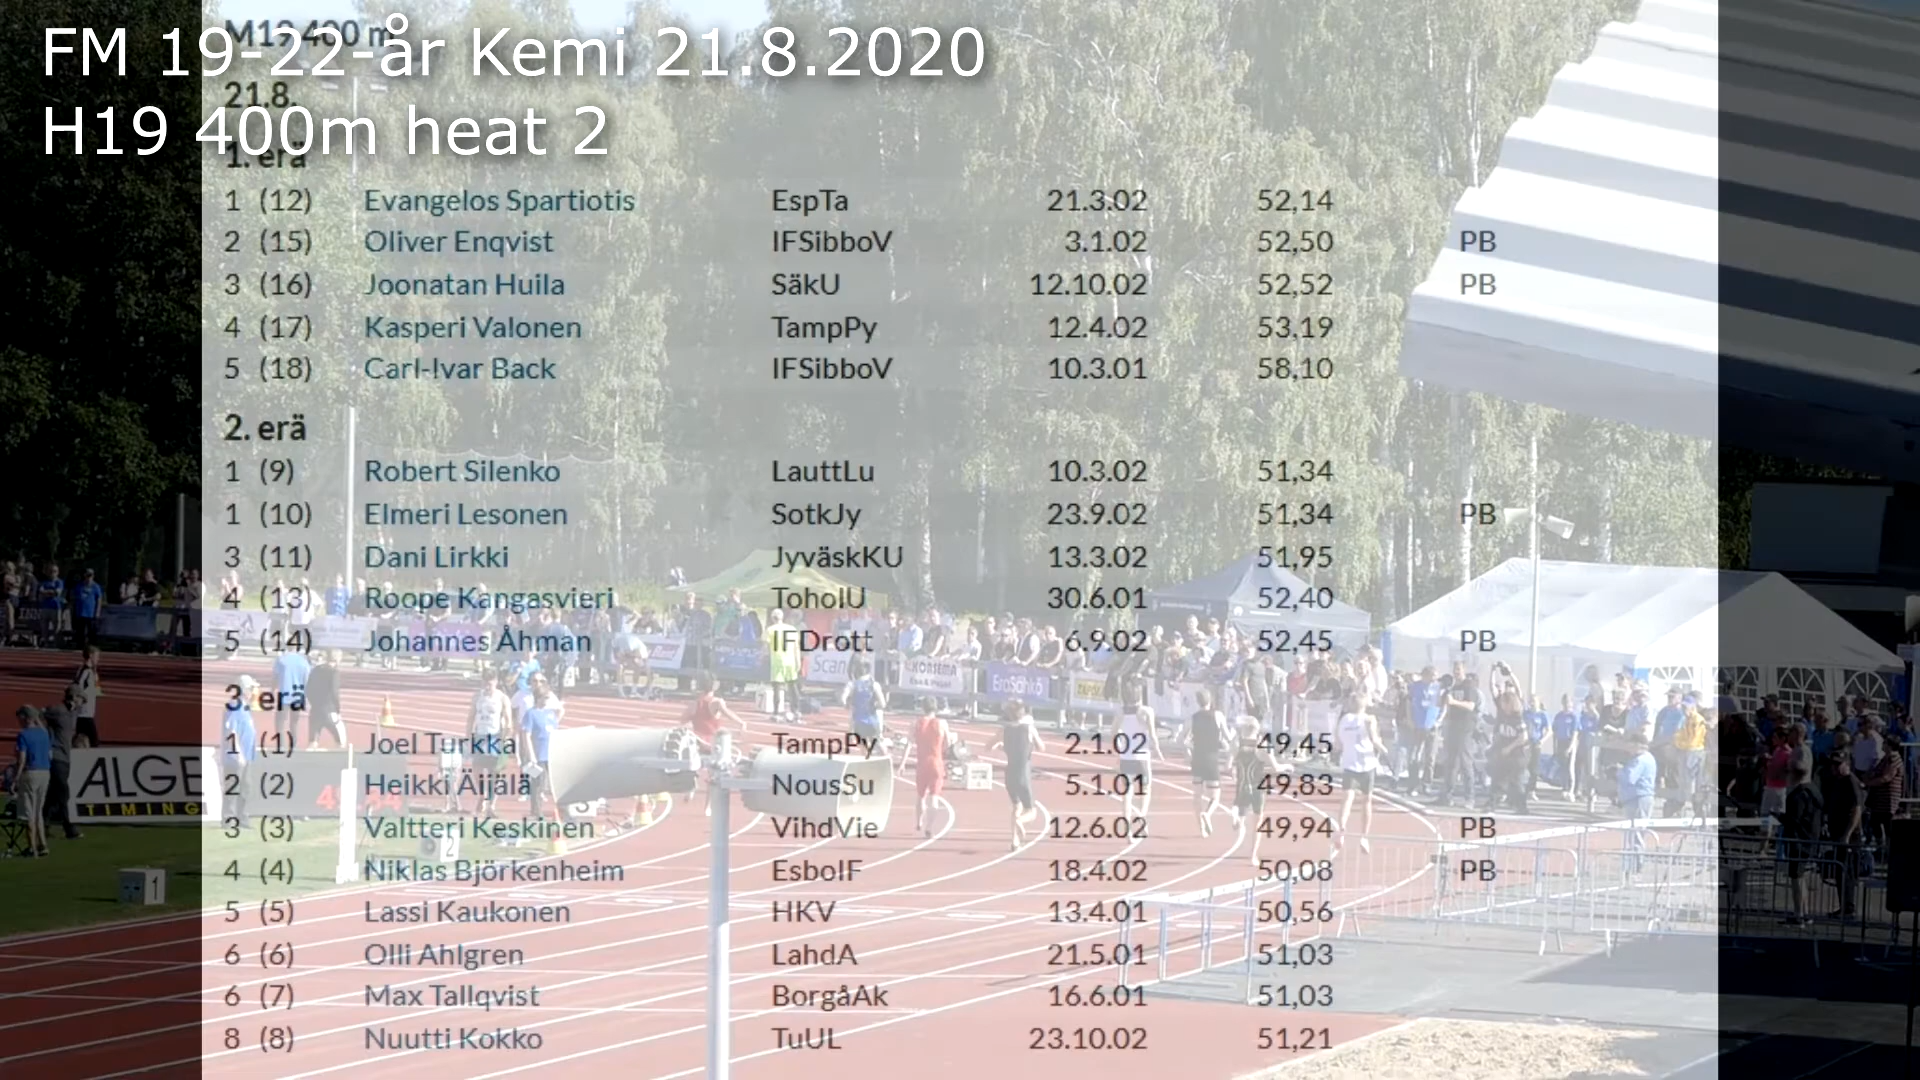 FM 19-22-år Kemi 21.8.2020
H19 400m heat 2
M19 400 m
21.8.
1. erä
1 (12) Evangelos Spartiotis EspTa 21.3.02 52,14
2 (15) Oliver Enqvist IFSibboV 3.1.02 52,50 PB
3 (16) Joonatan Huila SäkU 12.10.02 52,52 PB
4 (17) Kasperi Valonen TampPy 12.4.02 53,19
5 (18) Carl-Ivar Back IFSibboV 10.3.01 58,10
2. erä
1 (9) Robert Silenko LauttLu 10.3.02 51,34
1 (10) Elmeri Lesonen SotkJy 23.9.02 51,34 PB
3 (11) Dani Lirkki JyväskKU 13.3.02 51,95
4 (13) Roope Kangasvieri ToholU 30.6.01 52,40
5 (14) Johannes Åhman IFDrott 6.9.02 52,45 PB
3. erä
1 (1) Joel Turkka TampPy 2.1.02 49,45
2 (2) Heikki Äijälä NousSu 5.1.01 49,83
3 (3) Valtteri Keskinen VihdVie 12.6.02 49,94 PB
4 (4) Niklas Björkenheim EsboIF 18.4.02 50,08 PB
5 (5) Lassi Kaukonen HKV 13.4.01 50,56
6 (6) Olli Ahlgren LahdA 21.5.01 51,03
6 (7) Max Tallqvist BorgåAk 16.6.01 51,03
8 (8) Nuutti Kokko TuUL 23.10.02 51,21
ALGE
TIMING
KONSEMA
EraSähkö
1
2
3